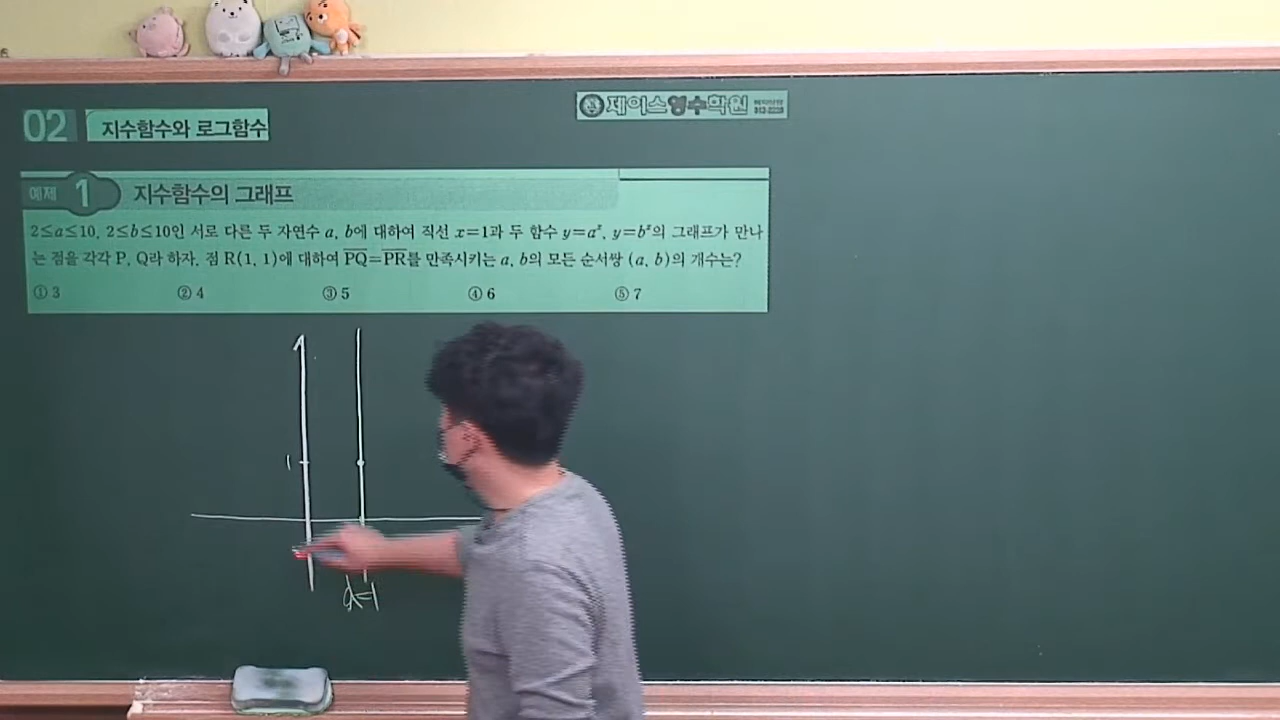 제이스영수학원
02 지수함수와 로그함수
예제 1 지수함수의 그래프
2≤a≤10, 2≤b≤10인 서로 다른 두 자연수 a, b에 대하여 직선 x=1과 두 함수 y=aˣ, y=bˣ의 그래프가 만나
는 점을 각각 P, Q라 하자. 점 R(1, 1)에 대하여 P̅Q̅=P̅R̅를 만족시키는 a, b의 모든 순서쌍 (a, b)의 개수는?
① 3 ② 4 ③ 5 ④ 6 ⑤ 7
1
x=1